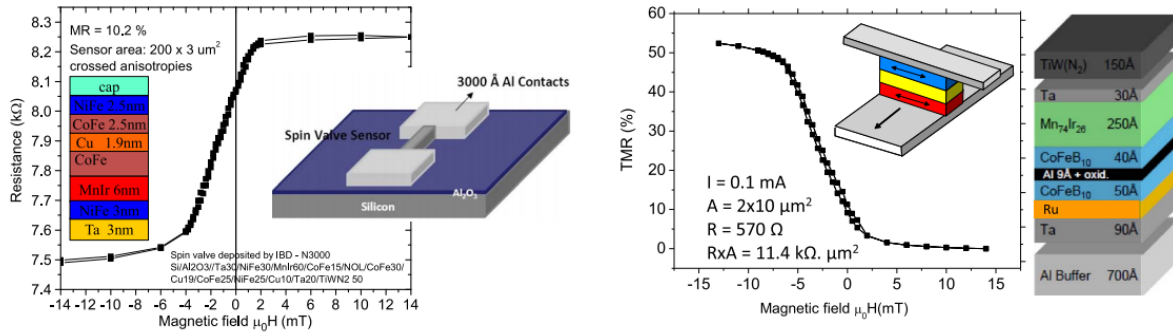 8.3
8.2
8.1
8.0
7.9
7.8
7.7
7.6
7.5
7.4
Resistance (kΩ)
MR = 10.2 %
Sensor area: 200 x 3 um²
crossed anisotropies
cap
NiFe 2.5nm
CoFe 2.5nm
Cu 1.9nm
CoFe
MnIr 6nm
NiFe 3nm
Ta 3nm
3000 Å Al Contacts
Spin Valve Sensor
Al₂O₃
Silicon
Spin valve deposited by IBD - N3000
Si/Al2O3//Ta30/NiFe30/MnIr60/CoFe15/NOL/CoFe30/
Cu19/CoFe25/NiFe25/Cu10/Ta20/TiWN2 50
-14 -12 -10 -8 -6 -4 -2 0 2 4 6 8 10 12 14
Magnetic field μ₀H (mT)
60
50
40
30
20
10
0
TMR (%)
I = 0.1 mA
A = 2x10 μm²
R = 570 Ω
RxA = 11.4 kΩ. μm²
-15 -10 -5 0 5 10 15
Magnetic field μ₀H(mT)
TiW(N₂) 150Å
Ta 30Å
Mn₇₄Ir₂₆ 250Å
CoFeB₁₀ 40Å
Al 9Å + oxid.
CoFeB₁₀ 50Å
Ru
Ta 90Å
Al Buffer 700Å